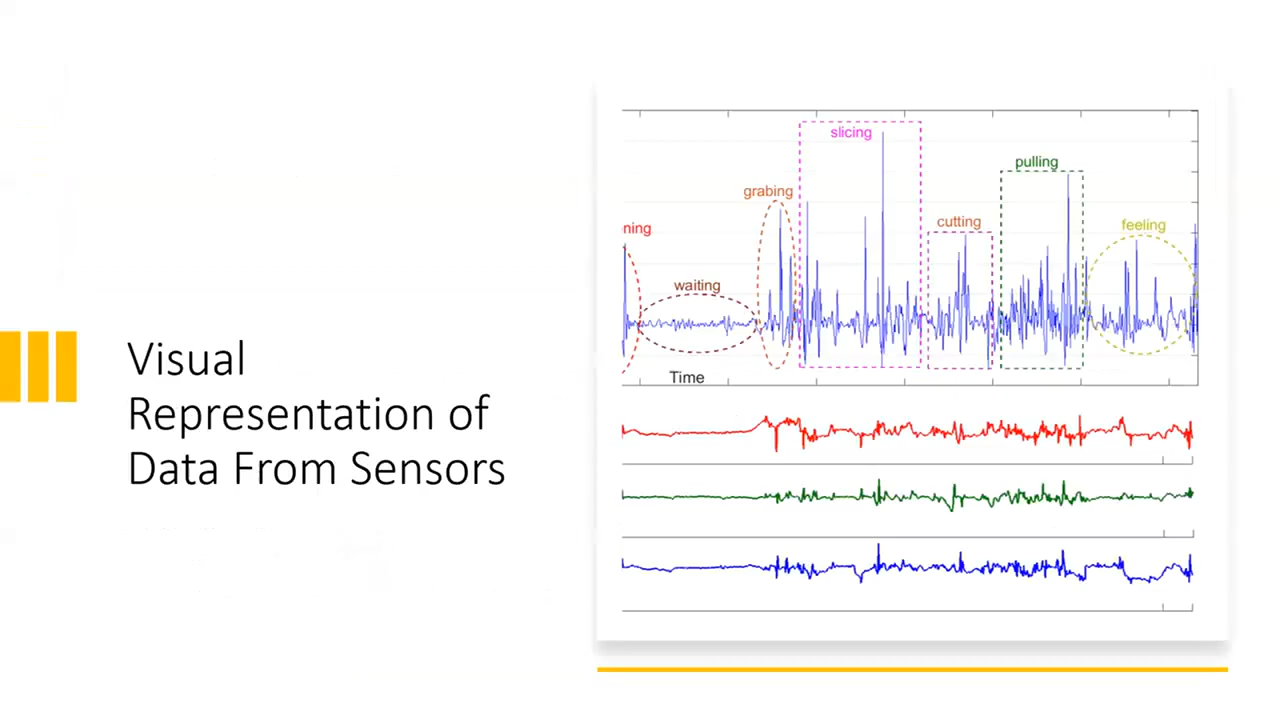 Visual
Representation of
Data From Sensors
slicing
pulling
grabing
cutting
feeling
ning
waiting
Time